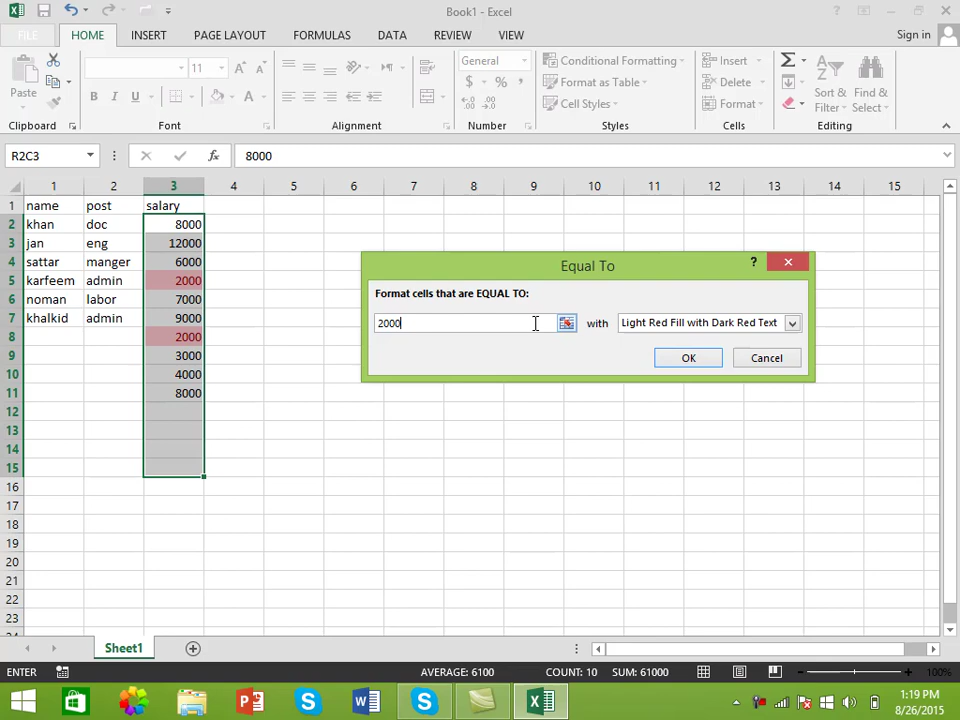 Book1 - Excel
Sign in
FILE HOME INSERT PAGE LAYOUT FORMULAS DATA REVIEW VIEW
Paste
Clipboard
11
B I U
Font
Alignment
General
$ % ,
Number
Conditional Formatting
Format as Table
Cell Styles
Styles
Insert
Delete
Format
Cells
Sort & Filter
Find & Select
Editing
R2C3 fx 8000
1 2 3 4 5 6 7 8 9 10 11 12 13 14 15
1 name post salary
2 khan doc 8000
3 jan eng 12000
4 sattar manger 6000
5 karfeem admin 2000
6 noman labor 7000
7 khalkid admin 9000
8 2000
9 3000
10 4000
11 8000
12
13
14
15
16
17
18
19
20
21
22
23
Equal To
?
Format cells that are EQUAL TO:
2000 with Light Red Fill with Dark Red Text
OK Cancel
Sheet1
ENTER AVERAGE: 6100 COUNT: 10 SUM: 61000 100%
1:19 PM
8/26/2015